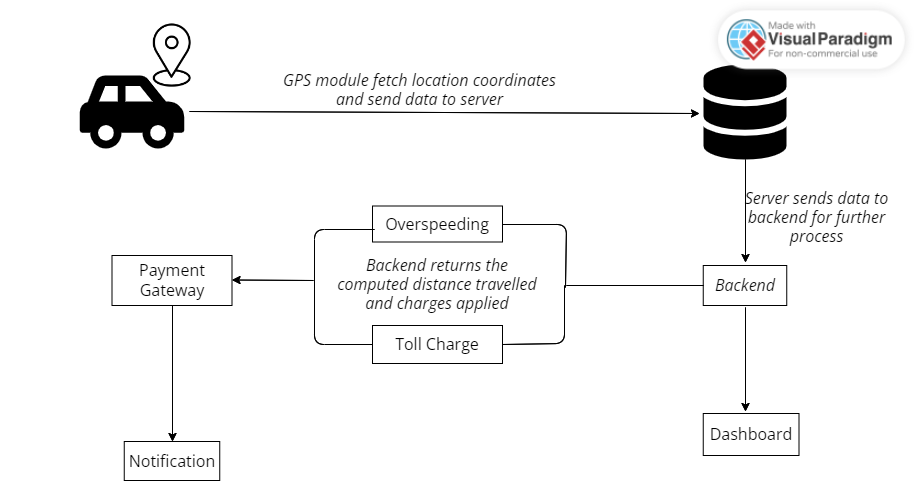 Made with
Visual Paradigm
For non-commercial use
GPS module fetch location coordinates
and send data to server
Server sends data to
backend for further
process
Overspeeding
Payment
Gateway
Backend returns the
computed distance travelled
and charges applied
Backend
Toll Charge
Dashboard
Notification